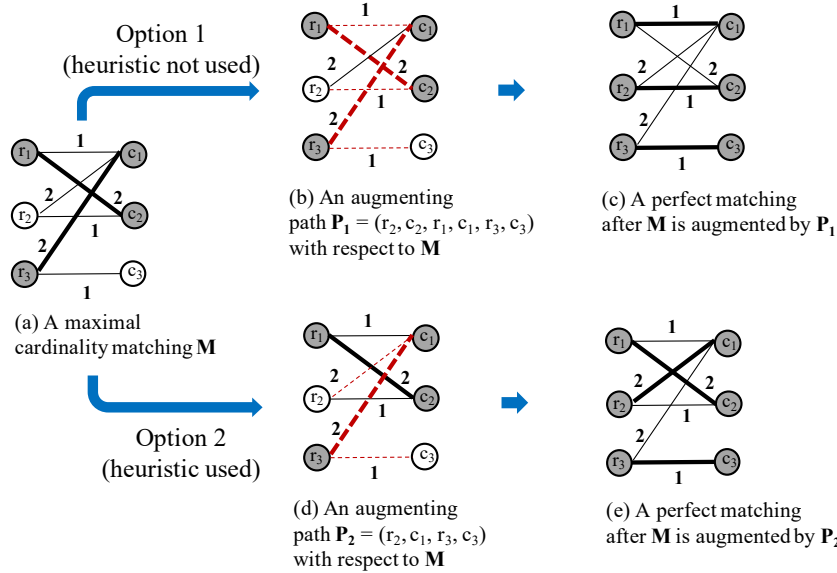 Option 1
(heuristic not used)
r1
c1
r2
c2
r3
c3
1
2
2
1
2
1
(a) A maximal
cardinality matching M
r1
c1
r2
c2
r3
c3
1
2
2
1
2
1
(b) An augmenting
path P1 = (r2, c2, r1, c1, r3, c3)
with respect to M
r1
c1
r2
c2
r3
c3
1
2
2
1
2
1
(c) A perfect matching
after M is augmented by P1
Option 2
(heuristic used)
r1
c1
r2
c2
r3
c3
1
2
2
1
2
1
(d) An augmenting
path P2 = (r2, c1, r3, c3)
with respect to M
r1
c1
r2
c2
r3
c3
1
2
2
1
2
1
(e) A perfect matching
after M is augmented by P2